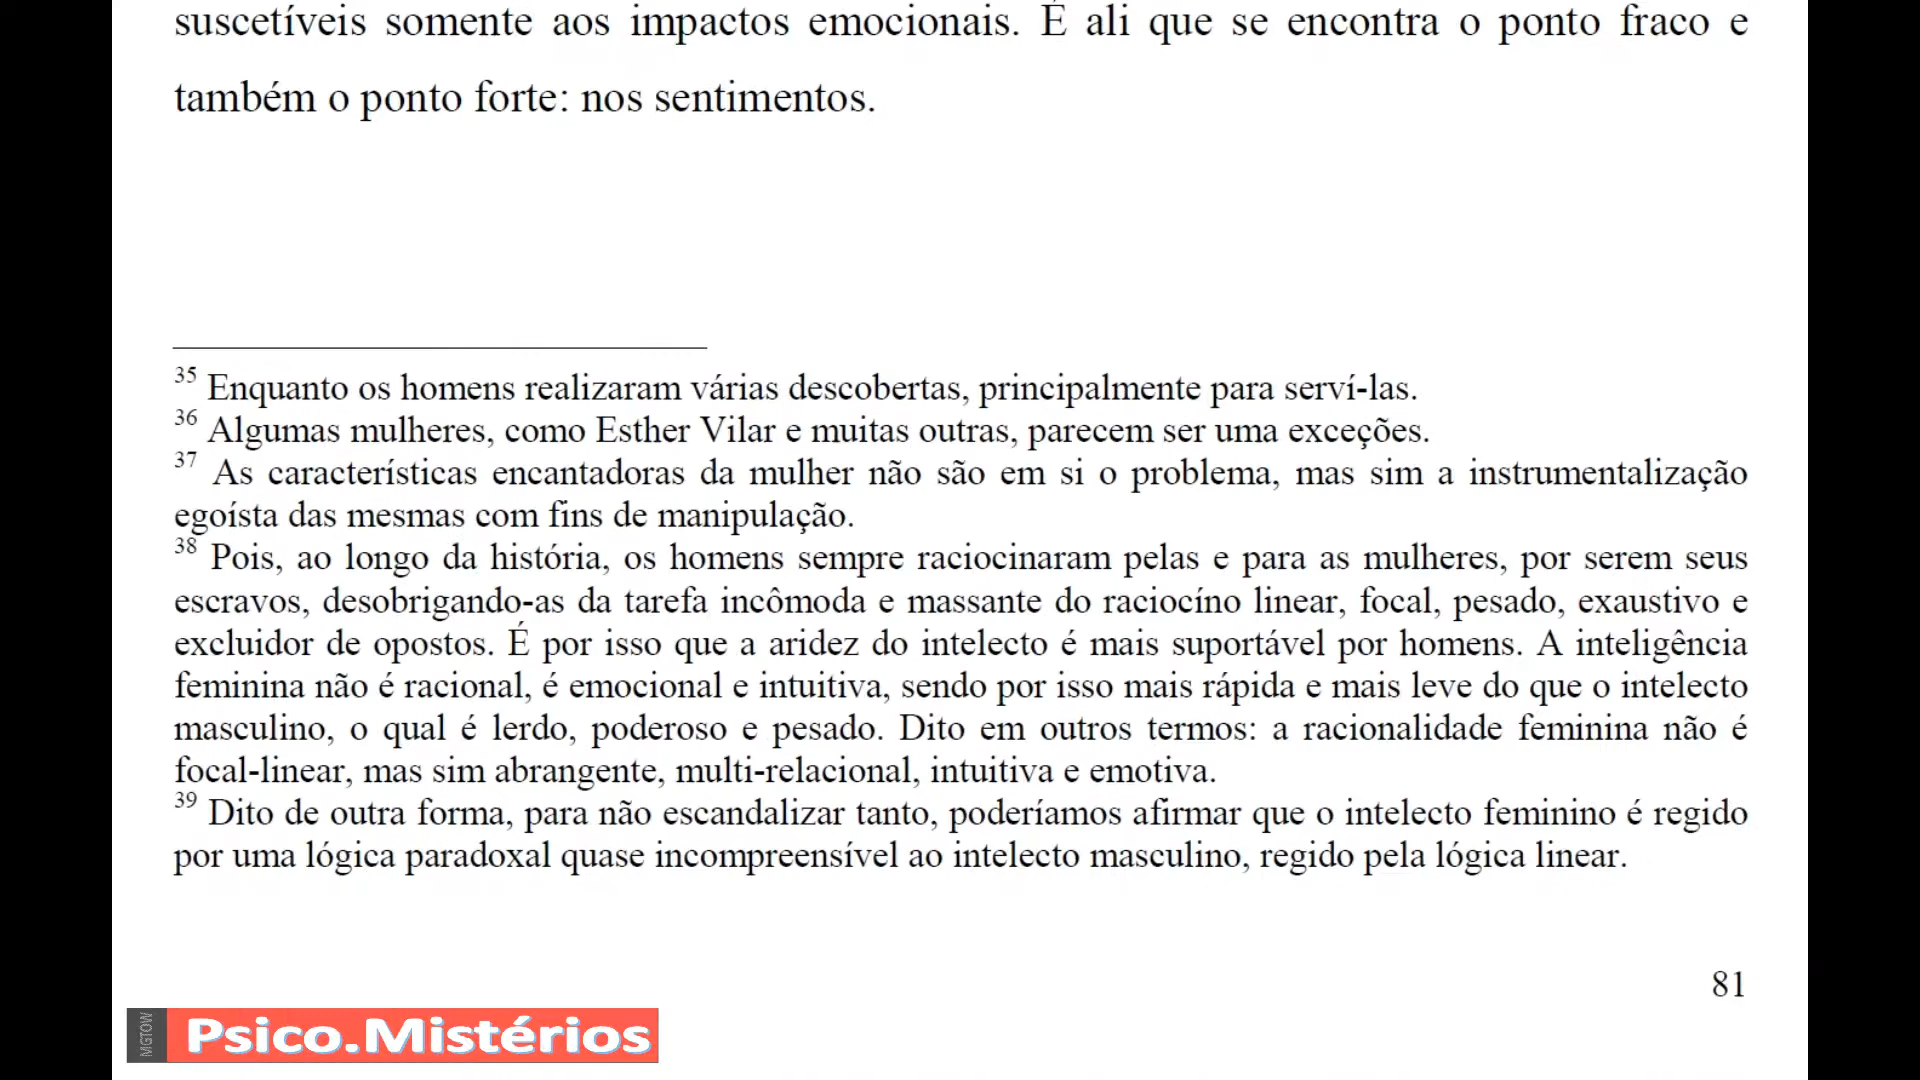 suscetíveis somente aos impactos emocionais. É ali que se encontra o ponto fraco e
também o ponto forte: nos sentimentos.
35 Enquanto os homens realizaram várias descobertas, principalmente para serví-las.
36 Algumas mulheres, como Esther Vilar e muitas outras, parecem ser uma exceções.
37 As características encantadoras da mulher não são em si o problema, mas sim a instrumentalização
egoísta das mesmas com fins de manipulação.
38 Pois, ao longo da história, os homens sempre raciocinaram pelas e para as mulheres, por serem seus
escravos, desobrigando-as da tarefa incômoda e massante do raciocíno linear, focal, pesado, exaustivo e
excluidor de opostos. É por isso que a aridez do intelecto é mais suportável por homens. A inteligência
feminina não é racional, é emocional e intuitiva, sendo por isso mais rápida e mais leve do que o intelecto
masculino, o qual é lerdo, poderoso e pesado. Dito em outros termos: a racionalidade feminina não é
focal-linear, mas sim abrangente, multi-relacional, intuitiva e emotiva.
39 Dito de outra forma, para não escandalizar tanto, poderíamos afirmar que o intelecto feminino é regido
por uma lógica paradoxal quase incompreensível ao intelecto masculino, regido pela lógica linear.
81
MGTOW Psico.Mistérios